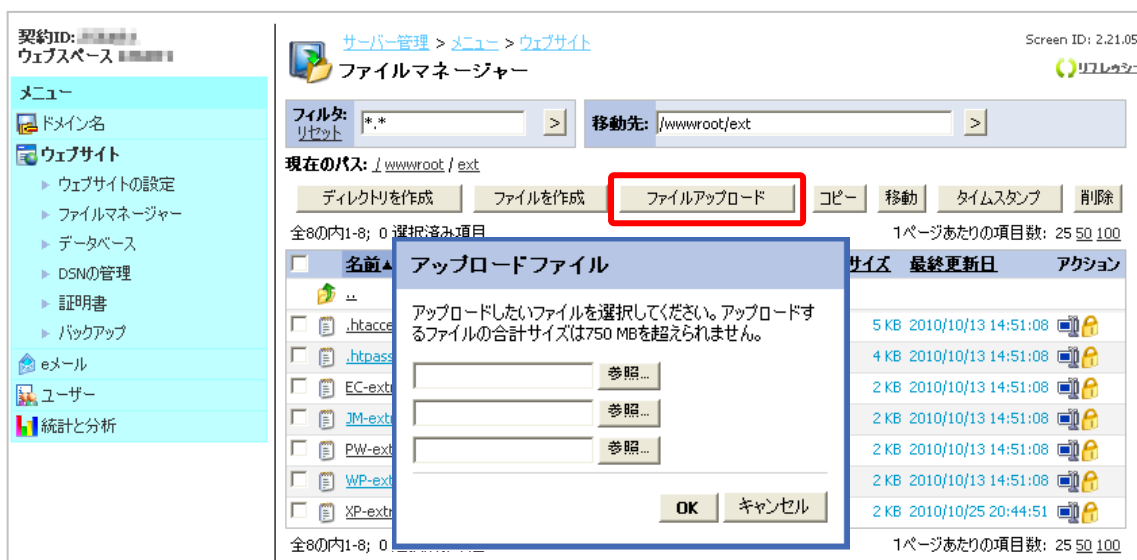 契約ID:
ウェブスペース
メニュー
ドメイン名
ウェブサイト
ウェブサイトの設定
ファイルマネージャー
データベース
DSNの管理
証明書
バックアップ
eメール
ユーザー
統計と分析
サーバー管理 > メニュー > ウェブサイト
Screen ID: 2.21.05
ファイルマネージャー
リフレッシ
フィルタ: *.* >
リセット
移動先: /wwwroot/ext >
現在のパス: / wwwroot / ext
ディレクトリを作成 ファイルを作成 ファイルアップロード コピー 移動 タイムスタンプ 削除
全8の内1-8; 0 選択済み項目 1ページあたりの項目数: 25 50 100
名前▲ サイズ 最終更新日 アクション
..
.htacce 5 KB 2010/10/13 14:51:08
.htpass 4 KB 2010/10/13 14:51:08
EC-extr 2 KB 2010/10/13 14:51:08
JM-extr 2 KB 2010/10/13 14:51:08
PW-ext 2 KB 2010/10/13 14:51:08
WP-ext 2 KB 2010/10/13 14:51:08
XP-extr 2 KB 2010/10/25 20:44:51
全8の内1-8; 0 1ページあたりの項目数: 25 50 100
アップロードファイル
アップロードしたいファイルを選択してください。アップロードす
るファイルの合計サイズは750 MBを超えられません。
参照...
参照...
参照...
OK キャンセル